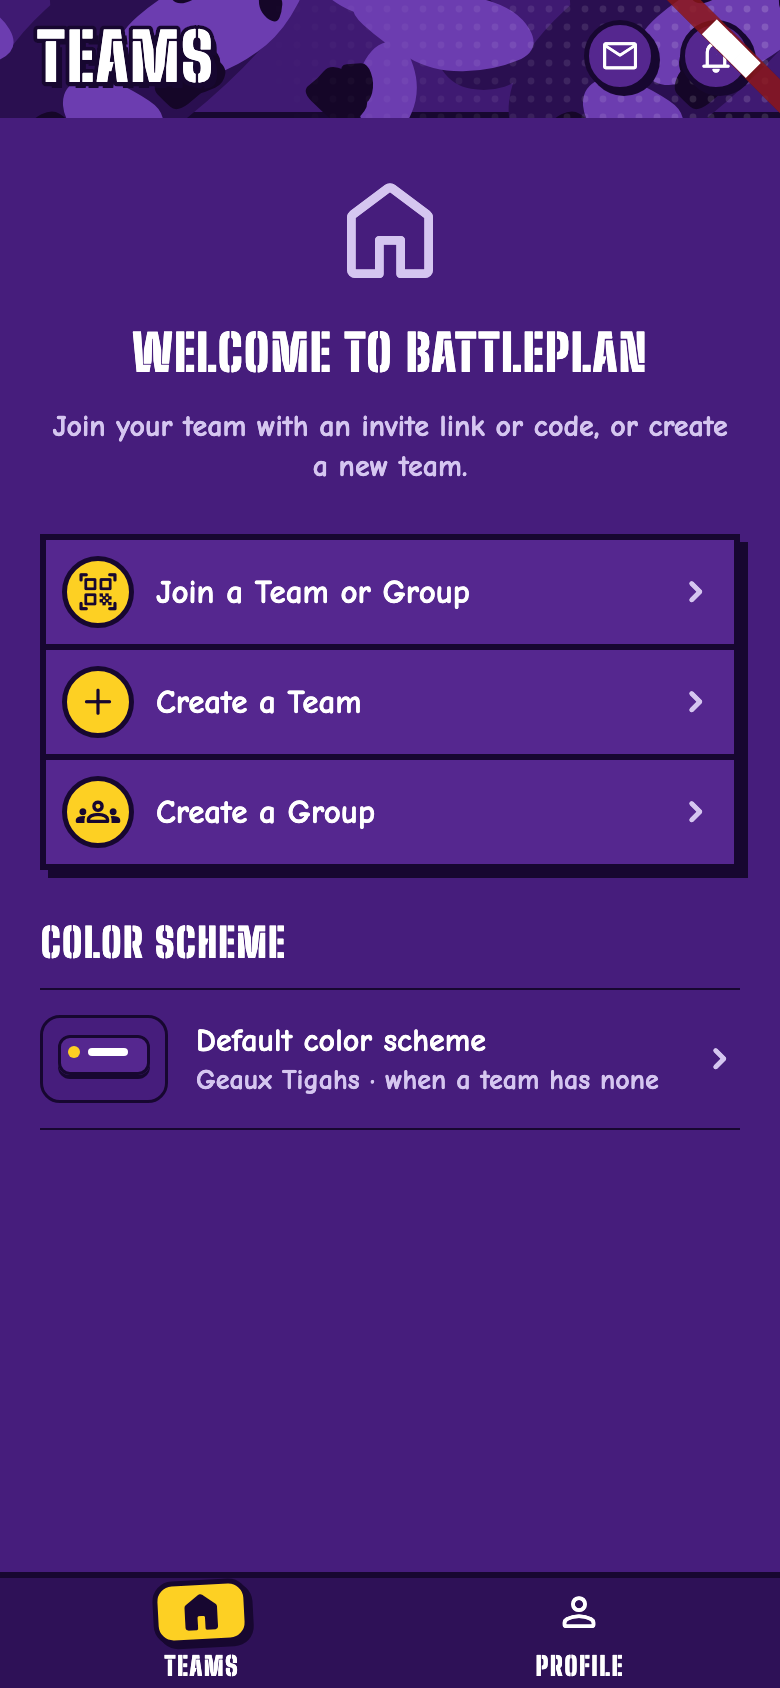 TEAMS
WELCOME TO BATTLEPLAN
Join your team with an invite link or code, or create
a new team.
Join a Team or Group
Create a Team
Create a Group
COLOR SCHEME
Default color scheme
Geaux Tigahs · when a team has none
TEAMS
PROFILE